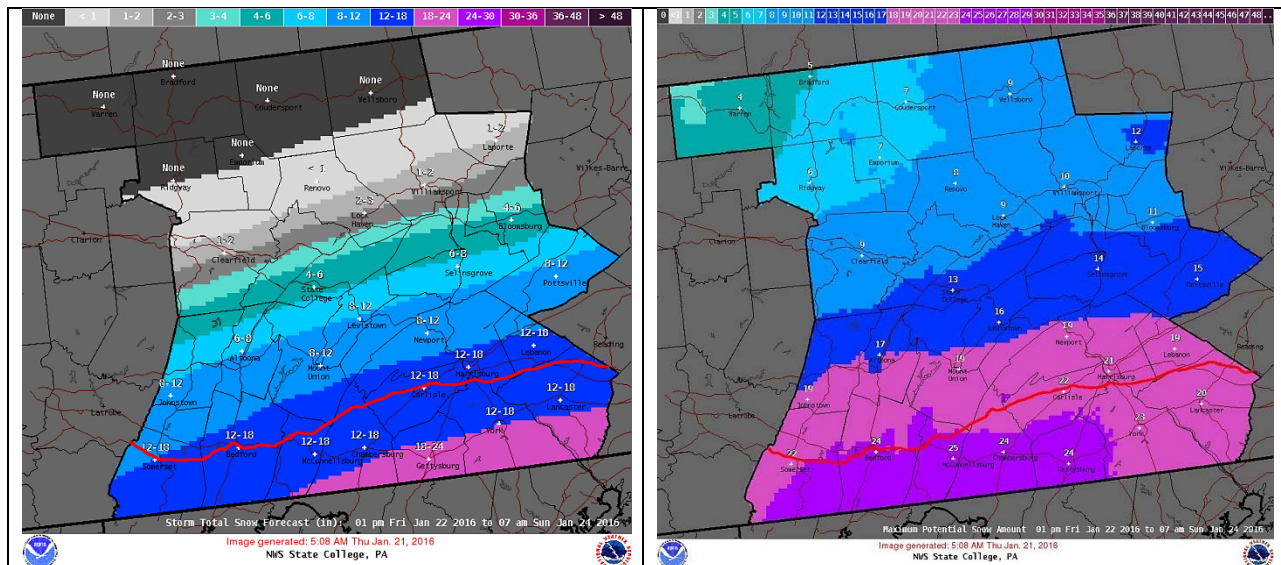 None < 1 1-2 2-3 3-4 4-6 6-8 8-12 12-18 18-24 24-30 30-36 36-48 > 48
None
Bradford
None
Warren
None
Coudersport
None
Wellsboro
1-2
Laporte
None
Emporium
None
Ridgway
< 1
Renovo
1-2
Williamsport
Wilkes-Barre
2-3
Lock
Haven
4-6
Bloomsburg
Clarion
1-2
Clearfield
6-8
Selinsgrove
8-12
Pottsville
4-6
State
College
8-12
Lewistown
6-8
Altoona
8-12
Mount
Union
8-12
Newport
12-18
Lebanon
Reading
12-18
Harrisburg
8-12
Johnstown
Latrobe
12-18
Carlisle
12-18
Lancaster
12-18
York
12-18
Somerset
12-18
Bedford
12-18
McConnellsburg
12-18
Chambersburg
18-24
Gettysburg
Storm Total Snow Forecast (in): 01 pm Fri Jan 22 2016 to 07 am Sun Jan 24 2016
Image generated: 5:08 AM Thu Jan. 21, 2016
NWS State College, PA
0 <1 1 2 3 4 5 6 7 8 9 10 11 12 13 14 15 16 17 18 19 20 21 22 23 24 25 26 27 28 29 30 31 32 33 34 35 36 37 38 39 40 41 42 43 44 45 46 47 48 ..
5
Bradford
4
Warren
7
Coudersport
9
Wellsboro
12
Laporte
7
Emporium
6
Ridgway
8
Renovo
10
Williamsport
Wilkes-Barre
9
Lock
Haven
11
Bloomsburg
Clarion
9
Clearfield
14
Selinsgrove
15
Pottsville
13
State
College
16
Lewistown
17
Altoona
19
Mount
Union
19
Newport
19
Lebanon
Reading
21
Harrisburg
19
Johnstown
Latrobe
22
Carlisle
20
Lancaster
23
York
22
Somerset
24
Bedford
25
McConnellsburg
24
Chambersburg
24
Gettysburg
Maximum Potential Snow Amount 01 pm Fri Jan 22 2016 to 07 am Sun Jan 24 2016
Image generated: 5:08 AM Thu Jan. 21, 2016
NWS State College, PA